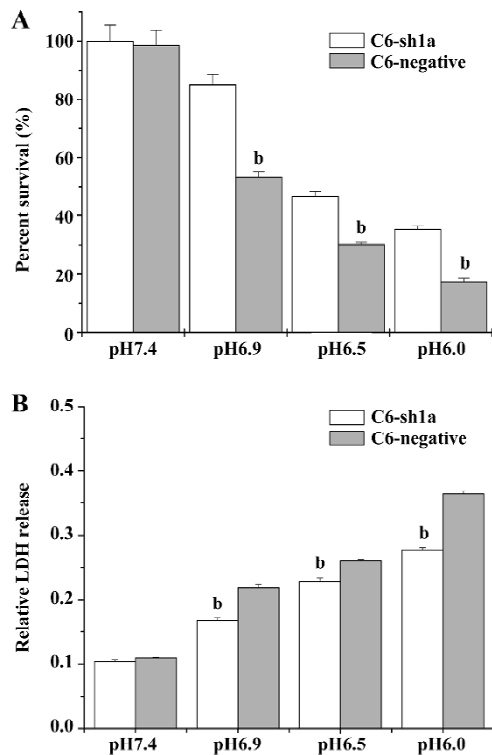 A
C6-sh1a
C6-negative
Percent survival (%)
100
80
60
40
20
0
b
b
b
pH7.4
pH6.9
pH6.5
pH6.0
B
C6-sh1a
C6-negative
Relative LDH release
0.5
0.4
0.3
0.2
0.1
0.0
b
b
b
pH7.4
pH6.9
pH6.5
pH6.0